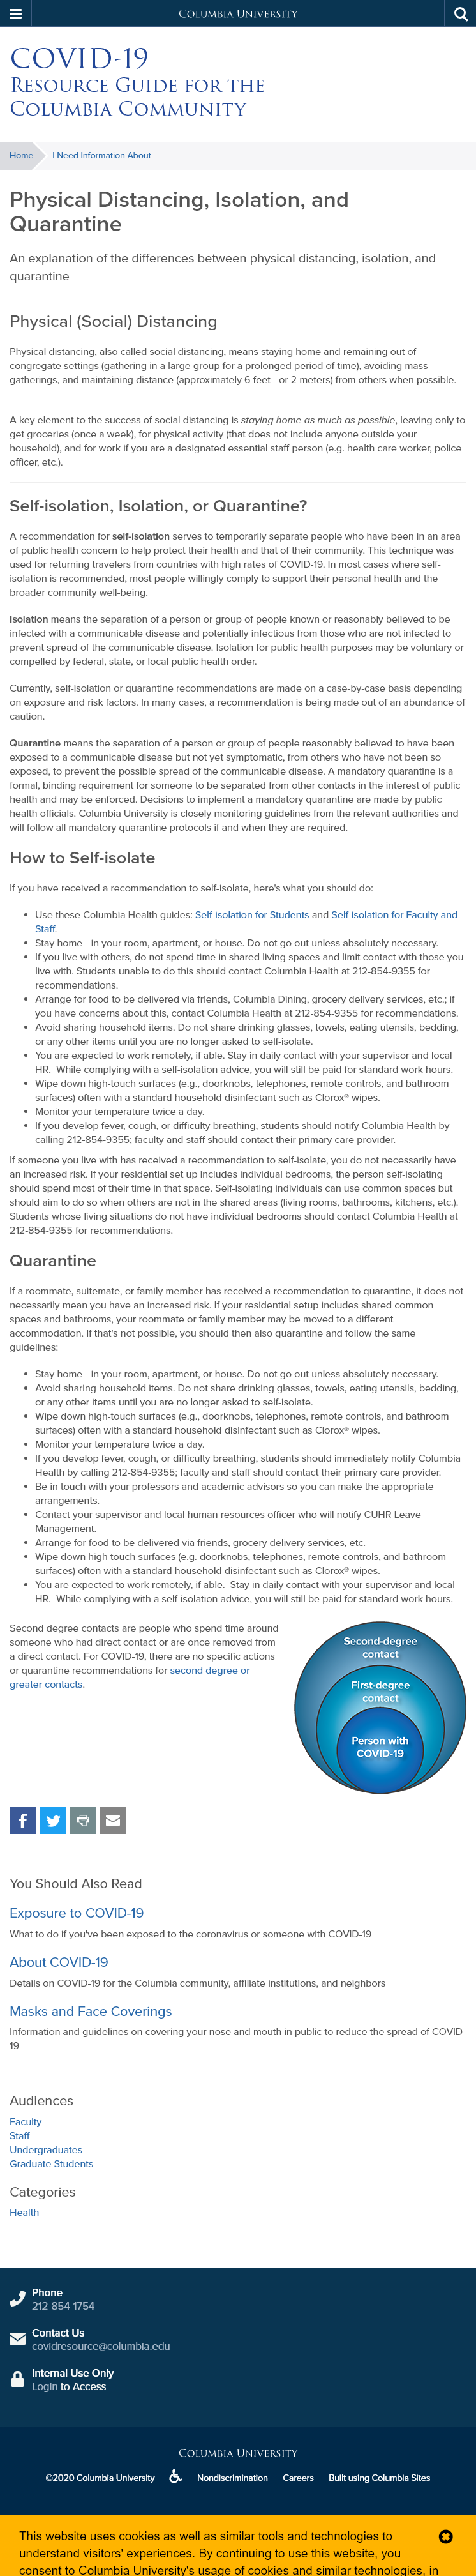 COLUMBIA UNIVERSITY
COVID-19
RESOURCE GUIDE FOR THE
COLUMBIA COMMUNITY
Home
I Need Information About
Physical Distancing, Isolation, and
Quarantine
An explanation of the differences between physical distancing, isolation, and
quarantine
Physical (Social) Distancing
Physical distancing, also called social distancing, means staying home and remaining out of
congregate settings (gathering in a large group for a prolonged period of time), avoiding mass
gatherings, and maintaining distance (approximately 6 feet—or 2 meters) from others when possible.
A key element to the success of social distancing is staying home as much as possible, leaving only to
get groceries (once a week), for physical activity (that does not include anyone outside your
household), and for work if you are a designated essential staff person (e.g. health care worker, police
officer, etc.).
Self-isolation, Isolation, or Quarantine?
A recommendation for self-isolation serves to temporarily separate people who have been in an area
of public health concern to help protect their health and that of their community. This technique was
used for returning travelers from countries with high rates of COVID-19. In most cases where self-
isolation is recommended, most people willingly comply to support their personal health and the
broader community well-being.
Isolation means the separation of a person or group of people known or reasonably believed to be
infected with a communicable disease and potentially infectious from those who are not infected to
prevent spread of the communicable disease. Isolation for public health purposes may be voluntary or
compelled by federal, state, or local public health order.
Currently, self-isolation or quarantine recommendations are made on a case-by-case basis depending
on exposure and risk factors. In many cases, a recommendation is being made out of an abundance of
caution.
Quarantine means the separation of a person or group of people reasonably believed to have been
exposed to a communicable disease but not yet symptomatic, from others who have not been so
exposed, to prevent the possible spread of the communicable disease. A mandatory quarantine is a
formal, binding requirement for someone to be separated from other contacts in the interest of public
health and may be enforced. Decisions to implement a mandatory quarantine are made by public
health officials. Columbia University is closely monitoring guidelines from the relevant authorities and
will follow all mandatory quarantine protocols if and when they are required.
How to Self-isolate
If you have received a recommendation to self-isolate, here's what you should do:
Use these Columbia Health guides: Self-isolation for Students and Self-isolation for Faculty and
Staff.
Stay home—in your room, apartment, or house. Do not go out unless absolutely necessary.
If you live with others, do not spend time in shared living spaces and limit contact with those you
live with. Students unable to do this should contact Columbia Health at 212-854-9355 for
recommendations.
Arrange for food to be delivered via friends, Columbia Dining, grocery delivery services, etc.; if
you have concerns about this, contact Columbia Health at 212-854-9355 for recommendations.
Avoid sharing household items. Do not share drinking glasses, towels, eating utensils, bedding,
or any other items until you are no longer asked to self-isolate.
You are expected to work remotely, if able. Stay in daily contact with your supervisor and local
HR. While complying with a self-isolation advice, you will still be paid for standard work hours.
Wipe down high-touch surfaces (e.g., doorknobs, telephones, remote controls, and bathroom
surfaces) often with a standard household disinfectant such as Clorox® wipes.
Monitor your temperature twice a day.
If you develop fever, cough, or difficulty breathing, students should notify Columbia Health by
calling 212-854-9355; faculty and staff should contact their primary care provider.
If someone you live with has received a recommendation to self-isolate, you do not necessarily have
an increased risk. If your residential set up includes individual bedrooms, the person self-isolating
should spend most of their time in that space. Self-isolating individuals can use common spaces but
should aim to do so when others are not in the shared areas (living rooms, bathrooms, kitchens, etc.).
Students whose living situations do not have individual bedrooms should contact Columbia Health at
212-854-9355 for recommendations.
Quarantine
If a roommate, suitemate, or family member has received a recommendation to quarantine, it does not
necessarily mean you have an increased risk. If your residential setup includes shared common
spaces and bathrooms, your roommate or family member may be moved to a different
accommodation. If that's not possible, you should then also quarantine and follow the same
guidelines:
Stay home—in your room, apartment, or house. Do not go out unless absolutely necessary.
Avoid sharing household items. Do not share drinking glasses, towels, eating utensils, bedding,
or any other items until you are no longer asked to self-isolate.
Wipe down high-touch surfaces (e.g., doorknobs, telephones, remote controls, and bathroom
surfaces) often with a standard household disinfectant such as Clorox® wipes.
Monitor your temperature twice a day.
If you develop fever, cough, or difficulty breathing, students should immediately notify Columbia
Health by calling 212-854-9355; faculty and staff should contact their primary care provider.
Be in touch with your professors and academic advisors so you can make the appropriate
arrangements.
Contact your supervisor and local human resources officer who will notify CUHR Leave
Management.
Arrange for food to be delivered via friends, grocery delivery services, etc.
Wipe down high touch surfaces (e.g. doorknobs, telephones, remote controls, and bathroom
surfaces) often with a standard household disinfectant such as Clorox® wipes.
You are expected to work remotely, if able. Stay in daily contact with your supervisor and local
HR. While complying with a self-isolation advice, you will still be paid for standard work hours.
Second degree contacts are people who spend time around
someone who had direct contact or are once removed from
a direct contact. For COVID-19, there are no specific actions
or quarantine recommendations for second degree or
greater contacts.
Second-degree
contact
First-degree
contact
Person with
COVID-19
You Should Also Read
Exposure to COVID-19
What to do if you've been exposed to the coronavirus or someone with COVID-19
About COVID-19
Details on COVID-19 for the Columbia community, affiliate institutions, and neighbors
Masks and Face Coverings
Information and guidelines on covering your nose and mouth in public to reduce the spread of COVID-
19
Audiences
Faculty
Staff
Undergraduates
Graduate Students
Categories
Health
Phone
212-854-1754
Contact Us
covidresource@columbia.edu
Internal Use Only
Login to Access
COLUMBIA UNIVERSITY
©2020 Columbia University Nondiscrimination Careers Built using Columbia Sites
This website uses cookies as well as similar tools and technologies to
understand visitors' experiences. By continuing to use this website, you
consent to Columbia University's usage of cookies and similar technologies, in